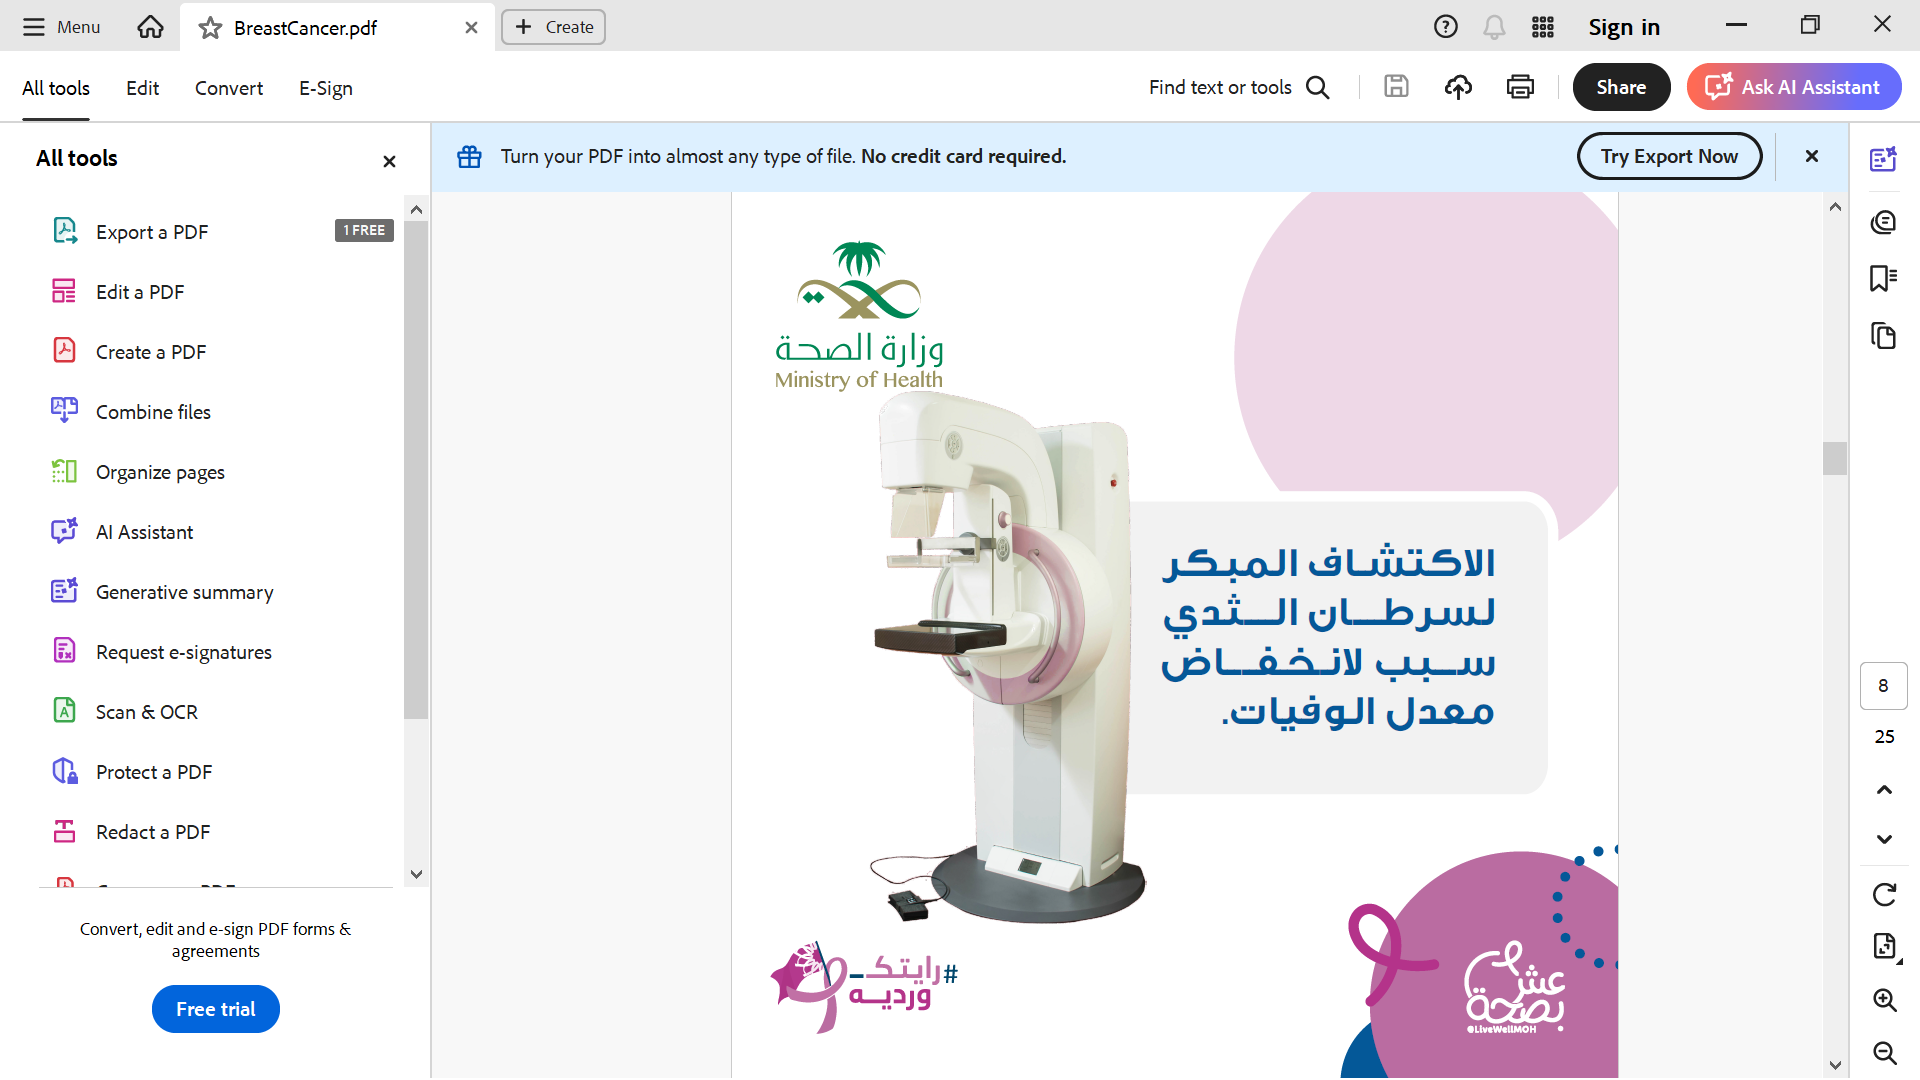 Menu
BreastCancer.pdf
Create
Sign in
All tools
Edit
Convert
E-Sign
Find text or tools
Share
Ask AI Assistant
All tools
Export a PDF
1 FREE
Edit a PDF
Create a PDF
Combine files
Organize pages
AI Assistant
Generative summary
Request e-signatures
Scan & OCR
Protect a PDF
Redact a PDF
Convert, edit and e-sign PDF forms &
agreements
Free trial
Turn your PDF into almost any type of file. No credit card required.
Try Export Now
وزارة الصحة
Ministry of Health
الاكتشاف المبكر
لسرطان الثدي
سبب لانخفاض
معدل الوفيات.
#رايتك_
ورديه
عش
بصحة
@LiveWellMOH
8
25